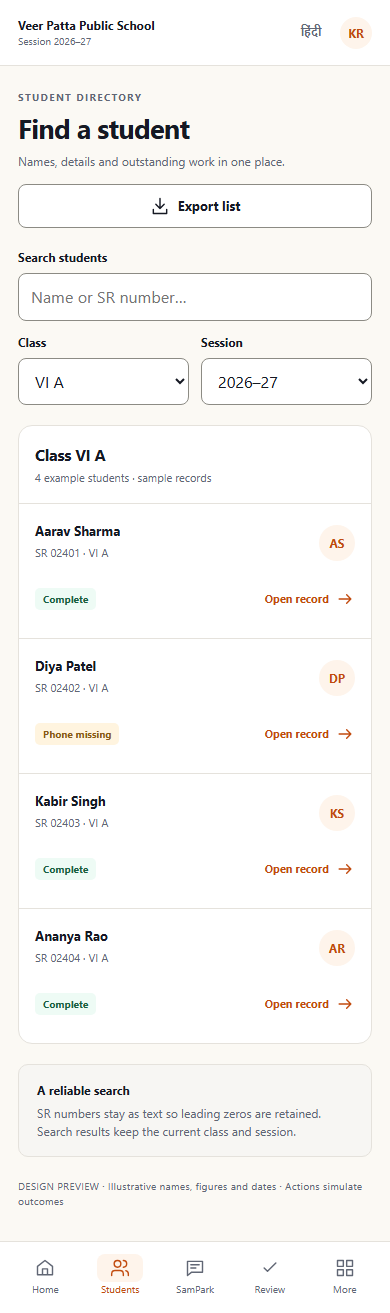 Veer Patta Public School
Session 2026–27
हिंदी
KR
STUDENT DIRECTORY
Find a student
Names, details and outstanding work in one place.
Export list
Search students
Name or SR number...
Class
Session
VI A
2026–27
Class VI A
4 example students · sample records
Aarav Sharma
SR 02401 · VI A
AS
Complete
Open record
Diya Patel
SR 02402 · VI A
DP
Phone missing
Open record
Kabir Singh
SR 02403 · VI A
KS
Complete
Open record
Ananya Rao
SR 02404 · VI A
AR
Complete
Open record
A reliable search
SR numbers stay as text so leading zeros are retained.
Search results keep the current class and session.
DESIGN PREVIEW · Illustrative names, figures and dates · Actions simulate
outcomes
Home
Students
SamPark
Review
More